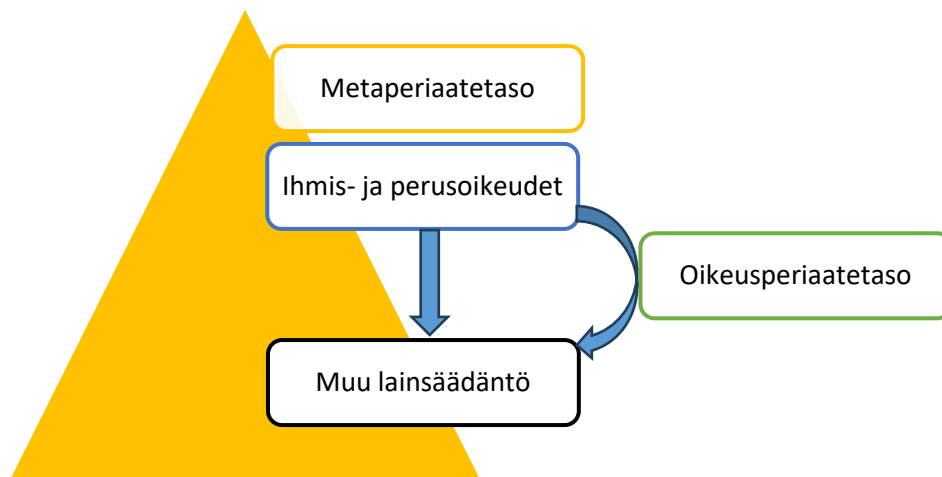 Metaperiaatetaso
Ihmis- ja perusoikeudet
Oikeusperiaatetaso
Muu lainsäädäntö